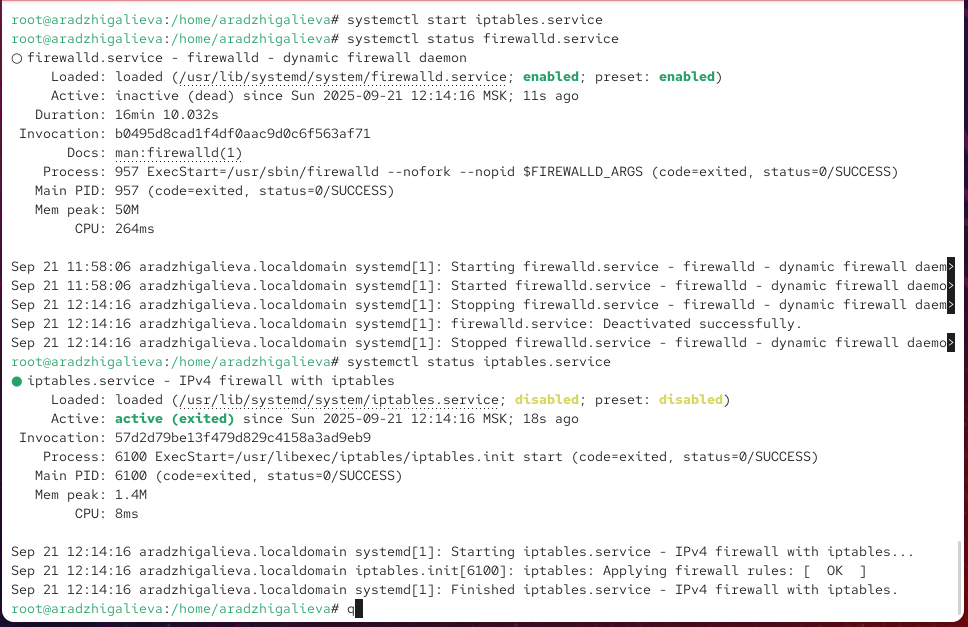 root@aradzhigalieva:/home/aradzhigalieva# systemctl start iptables.service
root@aradzhigalieva:/home/aradzhigalieva# systemctl status firewalld.service
○ firewalld.service - firewalld - dynamic firewall daemon
     Loaded: loaded (/usr/lib/systemd/system/firewalld.service; enabled; preset: enabled)
     Active: inactive (dead) since Sun 2025-09-21 12:14:16 MSK; 11s ago
   Duration: 16min 10.032s
 Invocation: b0495d8cad1f4df0aac9d0c6f563af71
       Docs: man:firewalld(1)
    Process: 957 ExecStart=/usr/sbin/firewalld --nofork --nopid $FIREWALLD_ARGS (code=exited, status=0/SUCCESS)
   Main PID: 957 (code=exited, status=0/SUCCESS)
   Mem peak: 50M
        CPU: 264ms

Sep 21 11:58:06 aradzhigalieva.localdomain systemd[1]: Starting firewalld.service - firewalld - dynamic firewall daem>
Sep 21 11:58:06 aradzhigalieva.localdomain systemd[1]: Started firewalld.service - firewalld - dynamic firewall daemo>
Sep 21 12:14:16 aradzhigalieva.localdomain systemd[1]: Stopping firewalld.service - firewalld - dynamic firewall daem>
Sep 21 12:14:16 aradzhigalieva.localdomain systemd[1]: firewalld.service: Deactivated successfully.
Sep 21 12:14:16 aradzhigalieva.localdomain systemd[1]: Stopped firewalld.service - firewalld - dynamic firewall daemo>
root@aradzhigalieva:/home/aradzhigalieva# systemctl status iptables.service
● iptables.service - IPv4 firewall with iptables
     Loaded: loaded (/usr/lib/systemd/system/iptables.service; disabled; preset: disabled)
     Active: active (exited) since Sun 2025-09-21 12:14:16 MSK; 18s ago
 Invocation: 57d2d79be13f479d829c4158a3ad9eb9
    Process: 6100 ExecStart=/usr/libexec/iptables/iptables.init start (code=exited, status=0/SUCCESS)
   Main PID: 6100 (code=exited, status=0/SUCCESS)
   Mem peak: 1.4M
        CPU: 8ms

Sep 21 12:14:16 aradzhigalieva.localdomain systemd[1]: Starting iptables.service - IPv4 firewall with iptables...
Sep 21 12:14:16 aradzhigalieva.localdomain iptables.init[6100]: iptables: Applying firewall rules: [  OK  ]
Sep 21 12:14:16 aradzhigalieva.localdomain systemd[1]: Finished iptables.service - IPv4 firewall with iptables.
root@aradzhigalieva:/home/aradzhigalieva# q